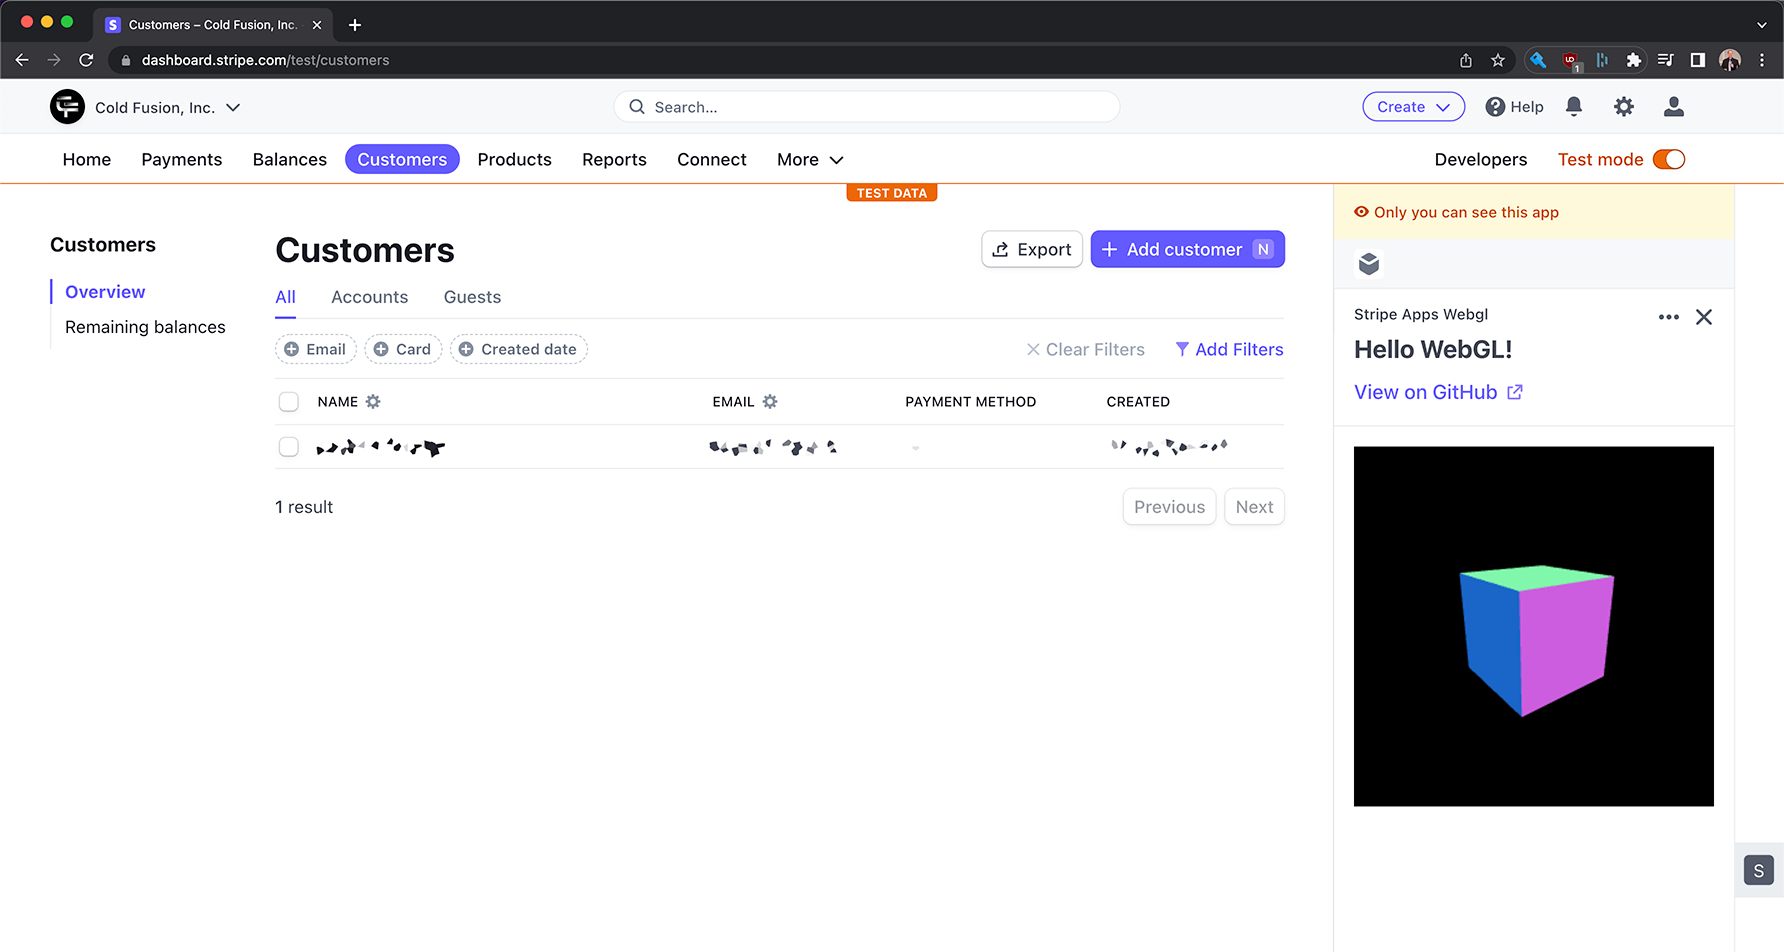 Customers – Cold Fusion, Inc.
dashboard.stripe.com/test/customers
1
Cold Fusion, Inc.
Search...
Create
Help
Home
Payments
Balances
Customers
Products
Reports
Connect
More
Developers
Test mode
TEST DATA
Customers
Overview
Remaining balances
Customers
Export
Add customer N
All
Accounts
Guests
Email
Card
Created date
Clear Filters
Add Filters
NAME
EMAIL
PAYMENT METHOD
CREATED
1 result
Previous
Next
Only you can see this app
Stripe Apps Webgl
Hello WebGL!
View on GitHub
S